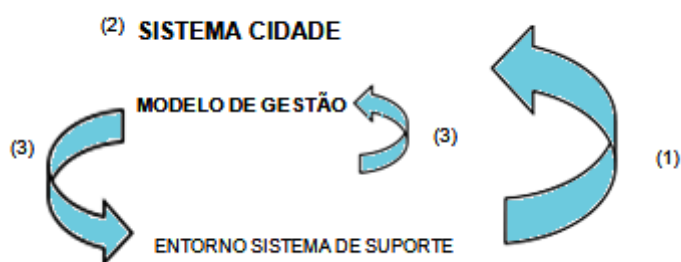 (2) SISTEMA CIDADE
MODELO DE GESTÃO
(3)
(3)
(1)
ENTORNO SISTEMA DE SUPORTE